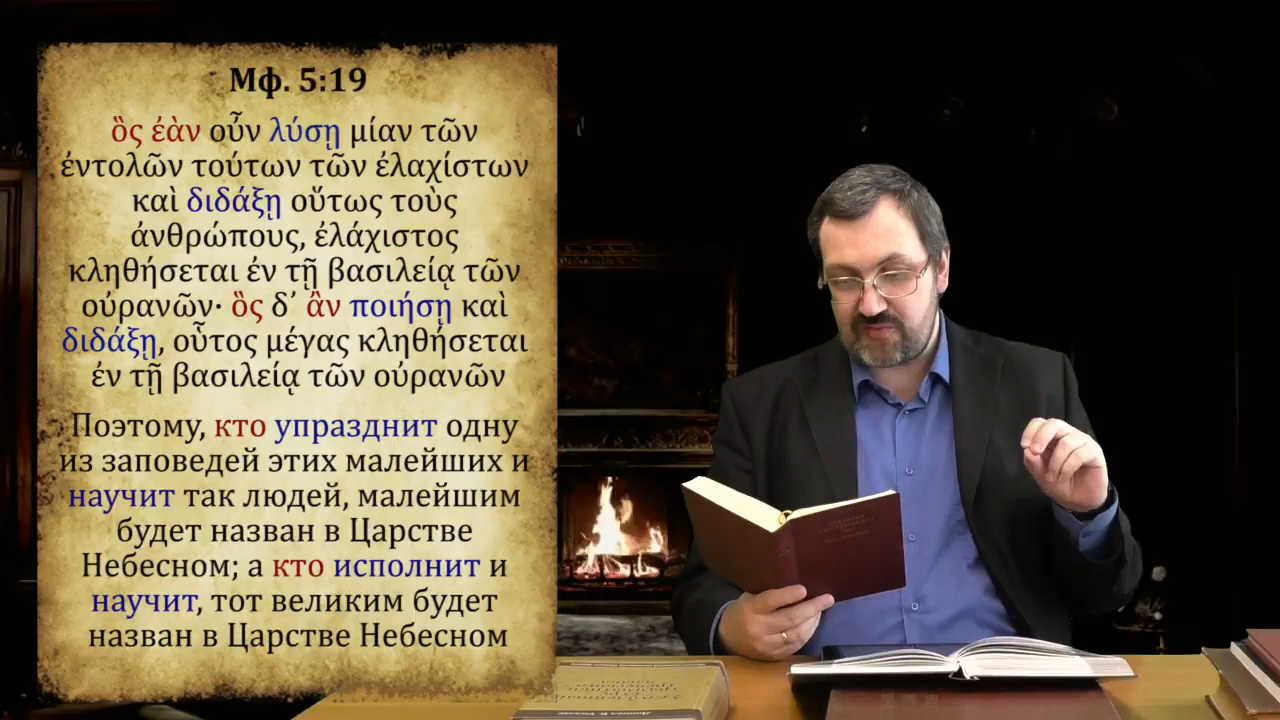 Мф. 5:19
ὃς ἐὰν οὖν λύσῃ μίαν τῶν
ἐντολῶν τούτων τῶν ἐλαχίστων
καὶ διδάξῃ οὕτως τοὺς
ἀνθρώπους, ἐλάχιστος
κληθήσεται ἐν τῇ βασιλείᾳ τῶν
οὐρανῶν· ὃς δ’ ἂν ποιήσῃ καὶ
διδάξῃ, οὗτος μέγας κληθήσεται
ἐν τῇ βασιλείᾳ τῶν οὐρανῶν
Поэтому, кто упразднит одну
из заповедей этих малейших и
научит так людей, малейшим
будет назван в Царстве
Небесном; а кто исполнит и
научит, тот великим будет
назван в Царстве Небесном